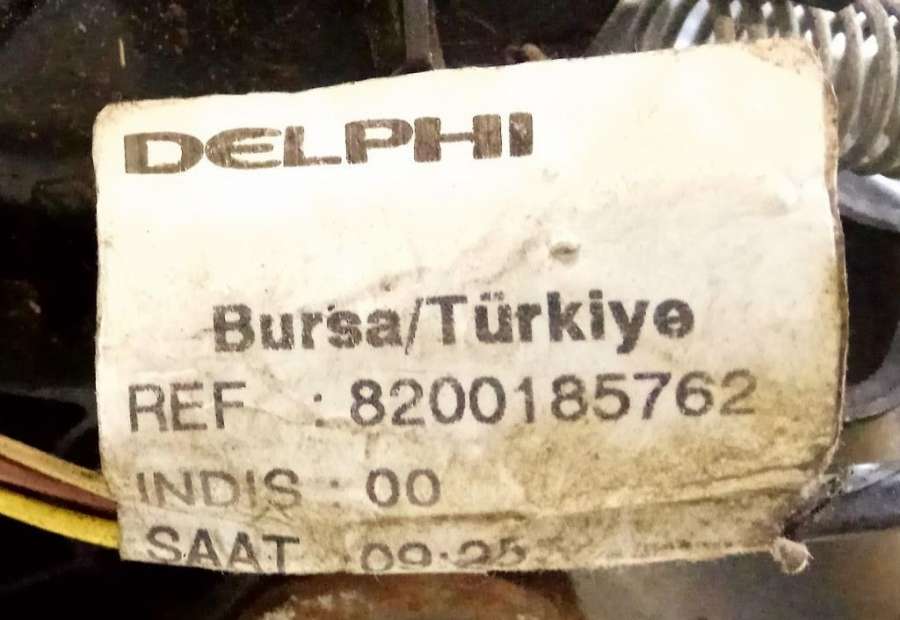 DELPHI
Bursa/Türkiye
REF : 8200185762
INDIS : 00
SAAT 09:25